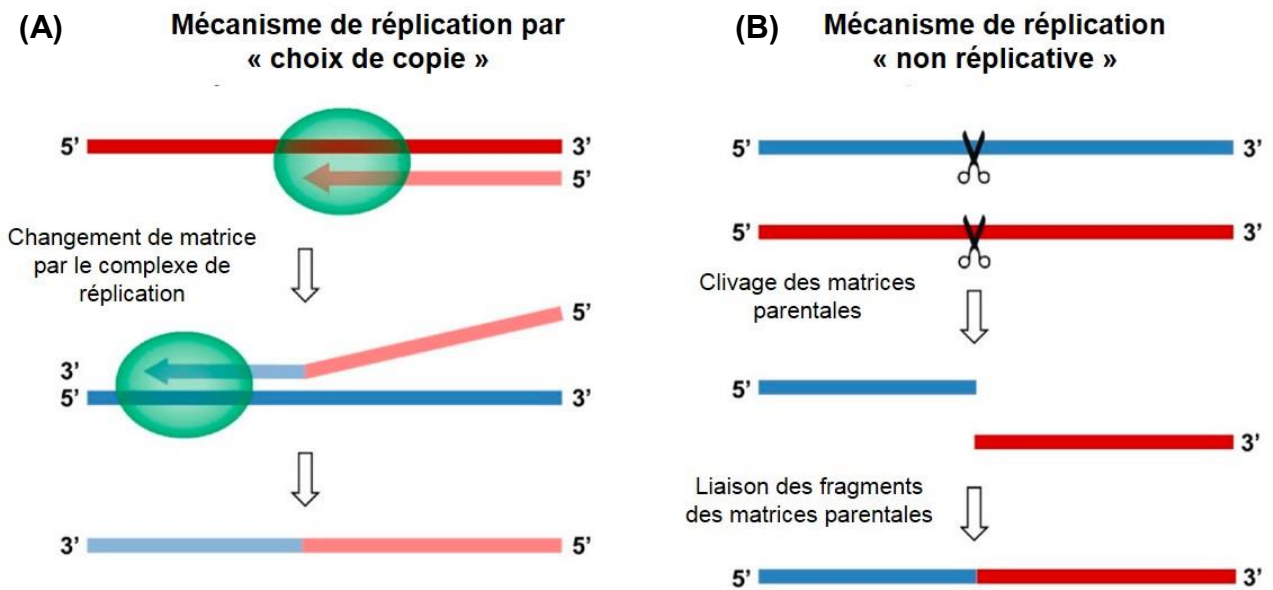 (A)
Mécanisme de réplication par
« choix de copie »
5’ 3’
5’
Changement de matrice
par le complexe de
réplication
5’
3’
5’ 3’
3’ 5’
(B)
Mécanisme de réplication
« non réplicative »
5’ 3’
5’ 3’
Clivage des matrices
parentales
5’
3’
Liaison des fragments
des matrices parentales
5’ 3’